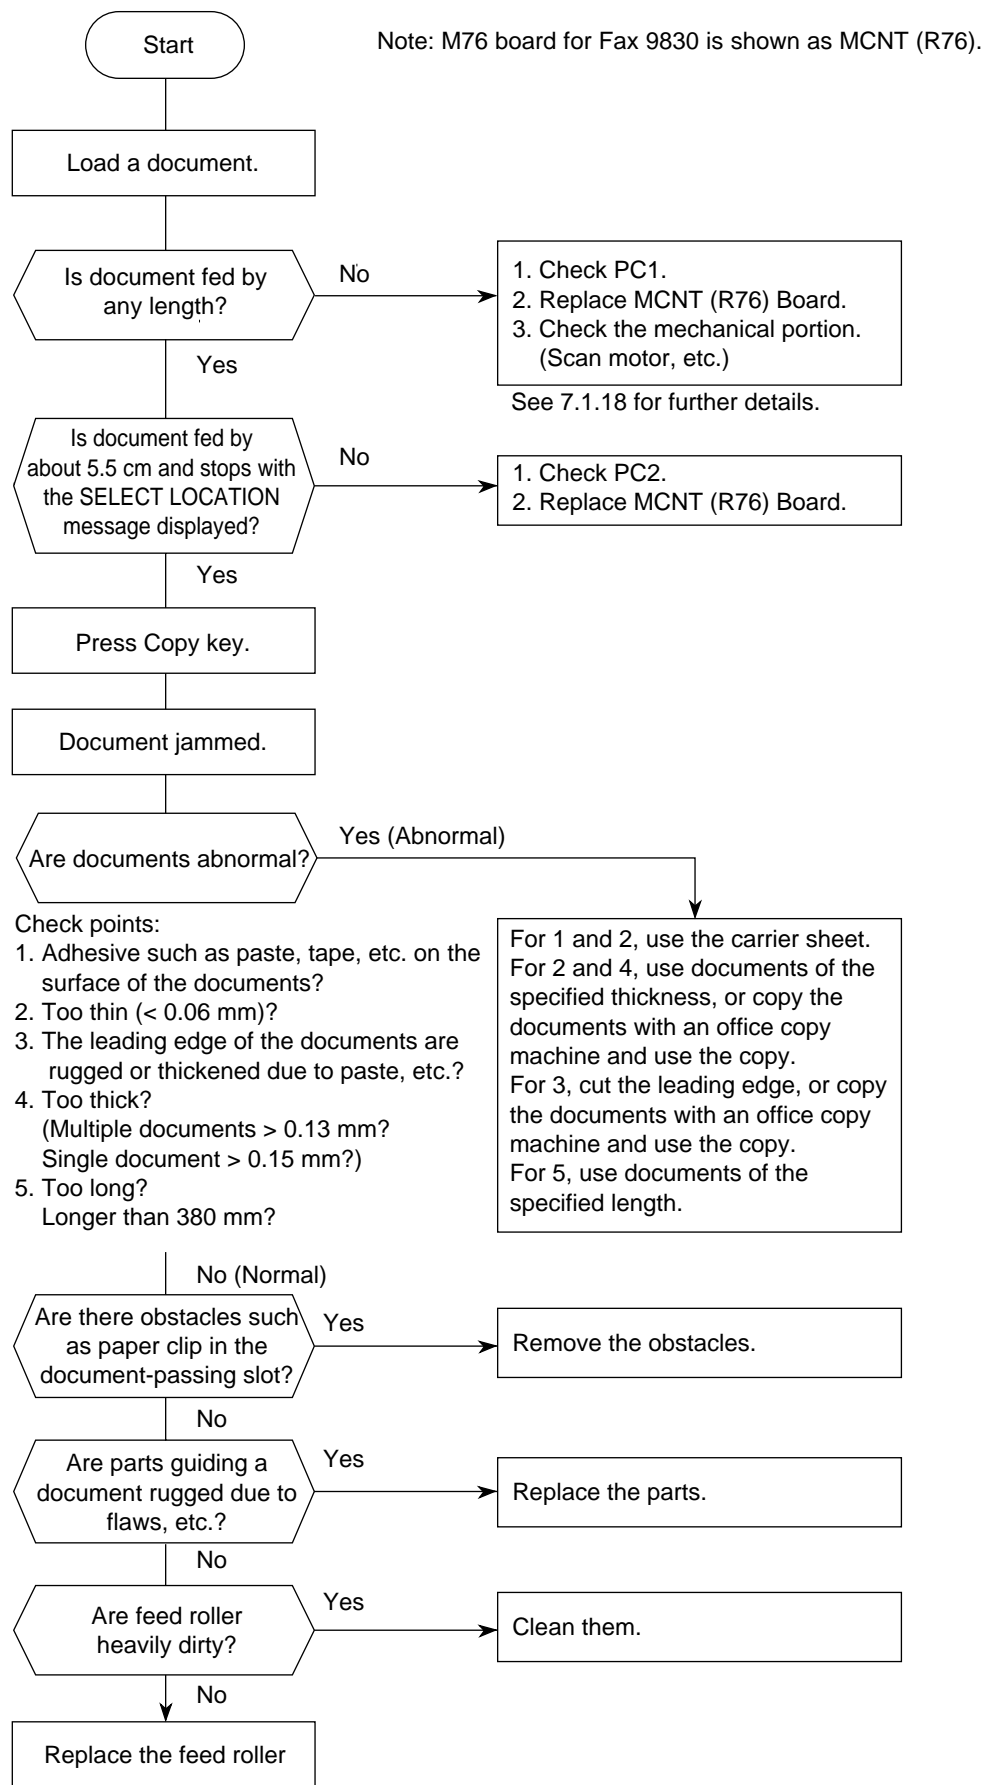 Start
Note: M76 board for Fax 9830 is shown as MCNT (R76).
Load a document.
Is document fed by
any length?
No
1. Check PC1.
2. Replace MCNT (R76) Board.
3. Check the mechanical portion.
(Scan motor, etc.)
See 7.1.18 for further details.
Yes
Is document fed by
about 5.5 cm and stops with
the SELECT LOCATION
message displayed?
No
1. Check PC2.
2. Replace MCNT (R76) Board.
Yes
Press Copy key.
Document jammed.
Are documents abnormal?
Yes (Abnormal)
Check points:
1. Adhesive such as paste, tape, etc. on the
surface of the documents?
2. Too thin (< 0.06 mm)?
3. The leading edge of the documents are
rugged or thickened due to paste, etc.?
4. Too thick?
(Multiple documents > 0.13 mm?
Single document > 0.15 mm?)
5. Too long?
Longer than 380 mm?
For 1 and 2, use the carrier sheet.
For 2 and 4, use documents of the
specified thickness, or copy the
documents with an office copy
machine and use the copy.
For 3, cut the leading edge, or copy
the documents with an office copy
machine and use the copy.
For 5, use documents of the
specified length.
No (Normal)
Are there obstacles such
as paper clip in the
document-passing slot?
Yes
Remove the obstacles.
No
Are parts guiding a
document rugged due to
flaws, etc.?
Yes
Replace the parts.
No
Are feed roller
heavily dirty?
Yes
Clean them.
No
Replace the feed roller